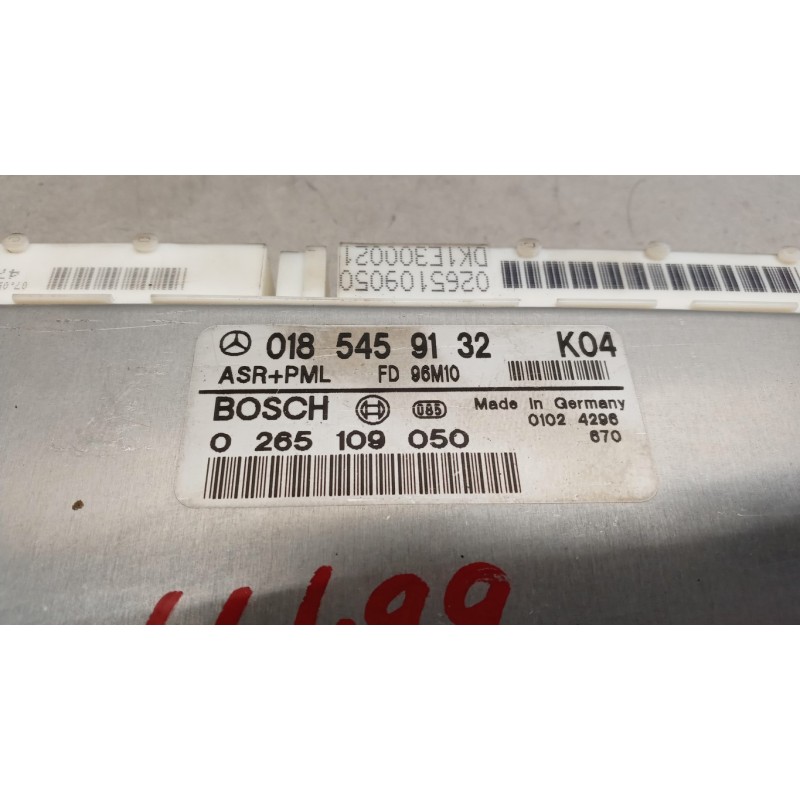 0265109050
DK1E300021
018 545 91 32 K04
ASR+PML FD 96M10
BOSCH 085 Made In Germany
0102 4296
0 265 109 050 670